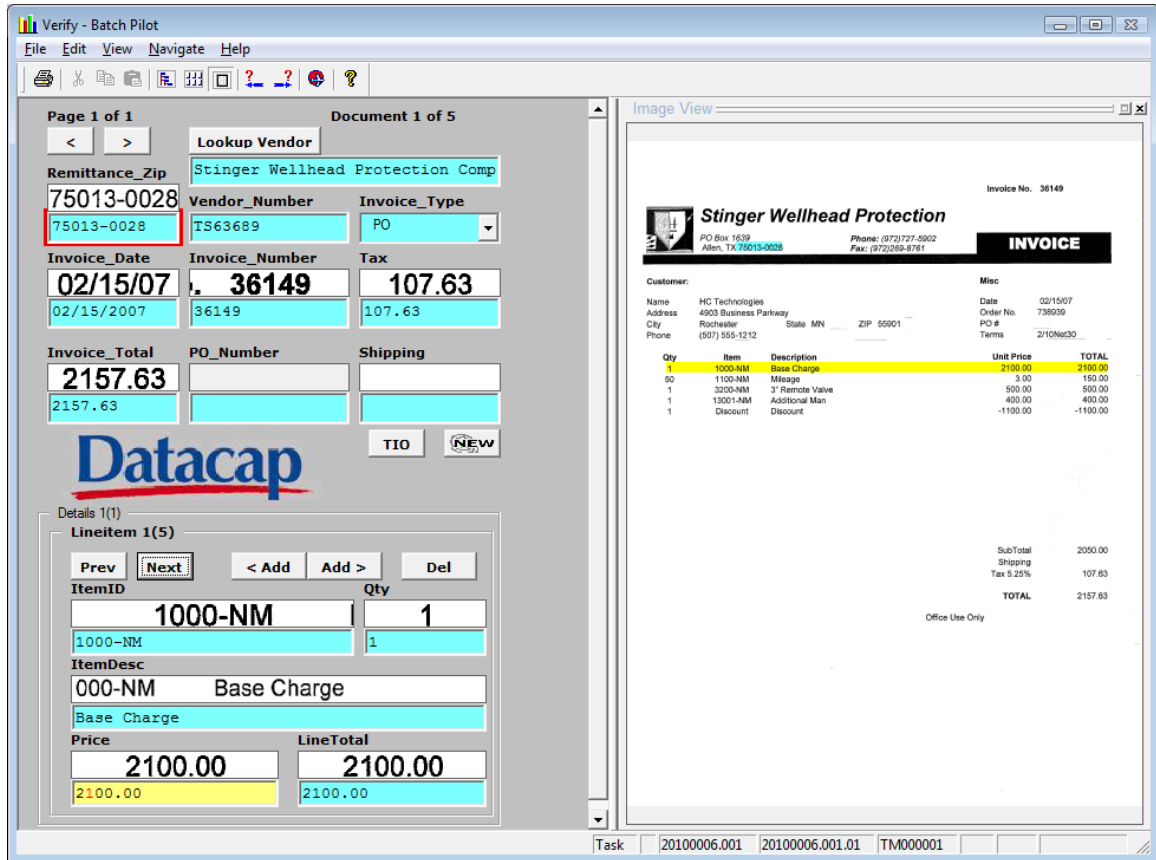 Verify - Batch Pilot
File Edit View Navigate Help
Page 1 of 1 Document 1 of 5
< > Lookup Vendor
Stinger Wellhead Protection Comp
Remittance_Zip
75013-0028 Vendor_Number Invoice_Type
75013-0028 TS63689 PO
Invoice_Date Invoice_Number Tax
02/15/07 . 36149 107.63
02/15/2007 36149 107.63
Invoice_Total PO_Number Shipping
2157.63
2157.63
TIO NEW
Datacap
Details 1(1)
Lineitem 1(5)
Prev Next < Add Add > Del
ItemID Qty
1000-NM 1
1000-NM 1
ItemDesc
000-NM Base Charge
Base Charge
Price LineTotal
2100.00 2100.00
2100.00 2100.00
Image View
Invoice No. 36149
Stinger Wellhead Protection
PO Box 1639 Phone: (972)727-5902
Allen, TX 75013-0028 Fax: (972)269-8761
INVOICE
Customer: Misc
Name HC Technologies Date 02/15/07
Address 4903 Business Parkway Order No. 738939
City Rochester State MN ZIP 55901 PO #
Phone (507) 555-1212 Terms 2/10Net30
Qty Item Description Unit Price TOTAL
1 1000-NM Base Charge 2100.00 2100.00
50 1100-NM Mileage 3.00 150.00
1 3200-NM 3" Remote Valve 500.00 500.00
1 13001-NM Additional Man 400.00 400.00
1 Discount Discount -1100.00 -1100.00
SubTotal 2050.00
Shipping
Tax 5.25% 107.63
TOTAL 2157.63
Office Use Only
Task 20100006.001 20100006.001.01 TM000001